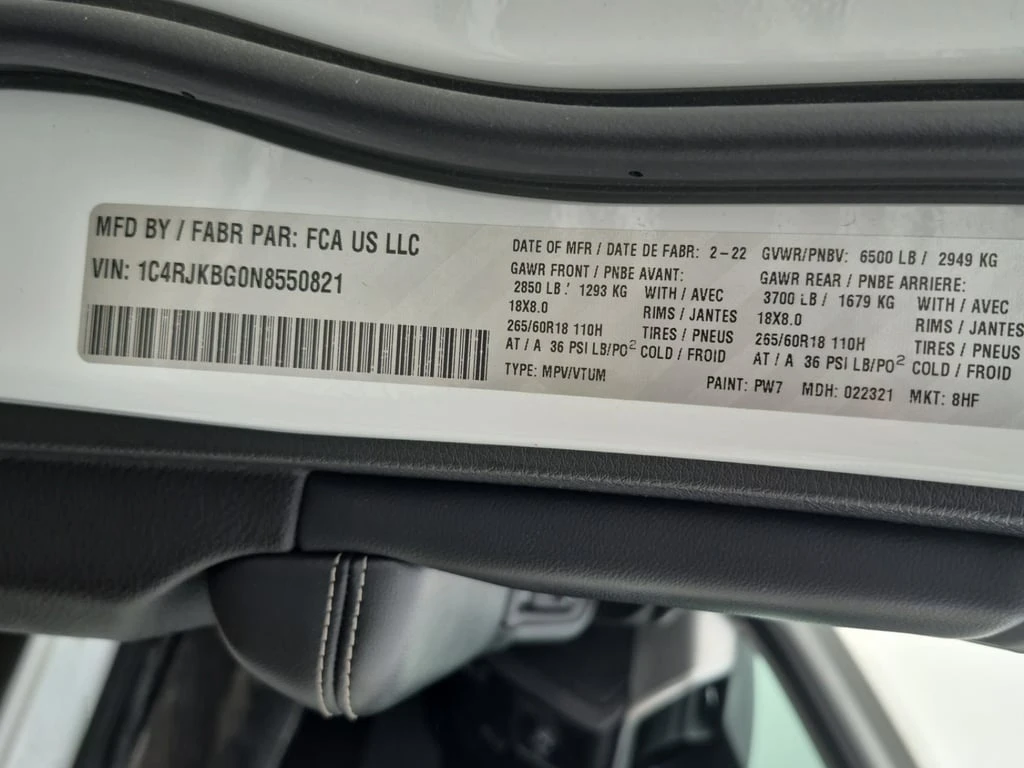 MFD BY / FABR PAR: FCA US LLC
VIN: 1C4RJKBG0N8550821
DATE OF MFR / DATE DE FABR: 2-22 GVWR/PNBV: 6500 LB / 2949 KG
GAWR FRONT / PNBE AVANT: GAWR REAR / PNBE ARRIERE:
2850 LB / 1293 KG WITH / AVEC 3700 LB / 1679 KG WITH / AVEC
18X8.0 RIMS / JANTES 18X8.0 RIMS / JANTES
265/60R18 110H TIRES / PNEUS 265/60R18 110H TIRES / PNEUS
AT / A 36 PSI LB/PO² COLD / FROID AT / A 36 PSI LB/PO² COLD / FROID
TYPE: MPV/VTUM PAINT: PW7 MDH: 022321 MKT: 8HF